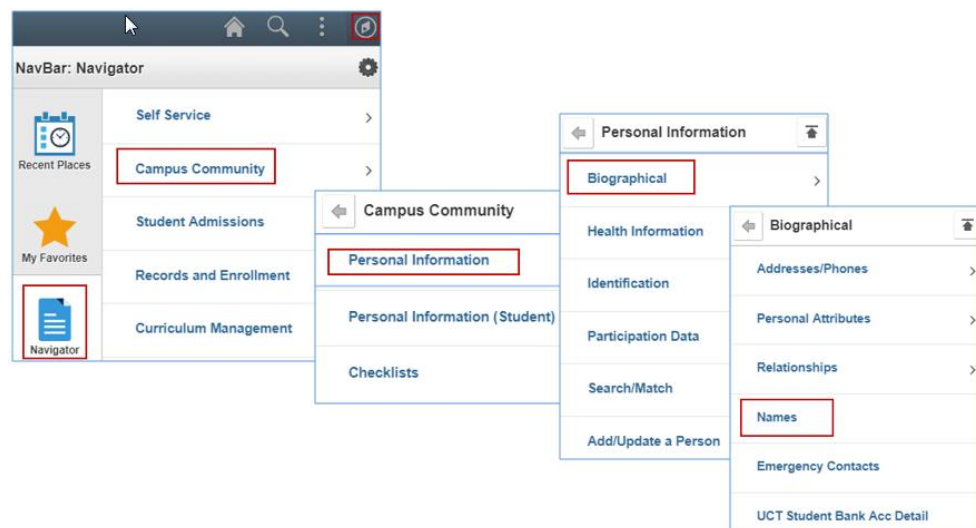 NavBar: Navigator
Recent Places
My Favorites
Navigator
Self Service
Campus Community
Student Admissions
Records and Enrollment
Curriculum Management
Campus Community
Personal Information
Personal Information (Student)
Checklists
Personal Information
Biographical
Health Information
Identification
Participation Data
Search/Match
Add/Update a Person
Biographical
Addresses/Phones
Personal Attributes
Relationships
Names
Emergency Contacts
UCT Student Bank Acc Detail